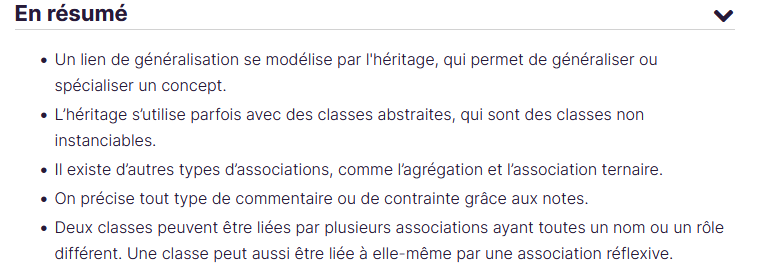 En résumé
• Un lien de généralisation se modélise par l'héritage, qui permet de généraliser ou
spécialiser un concept.
• L’héritage s’utilise parfois avec des classes abstraites, qui sont des classes non
instanciables.
• Il existe d’autres types d’associations, comme l’agrégation et l’association ternaire.
• On précise tout type de commentaire ou de contrainte grâce aux notes.
• Deux classes peuvent être liées par plusieurs associations ayant toutes un nom ou un rôle
différent. Une classe peut aussi être liée à elle-même par une association réflexive.